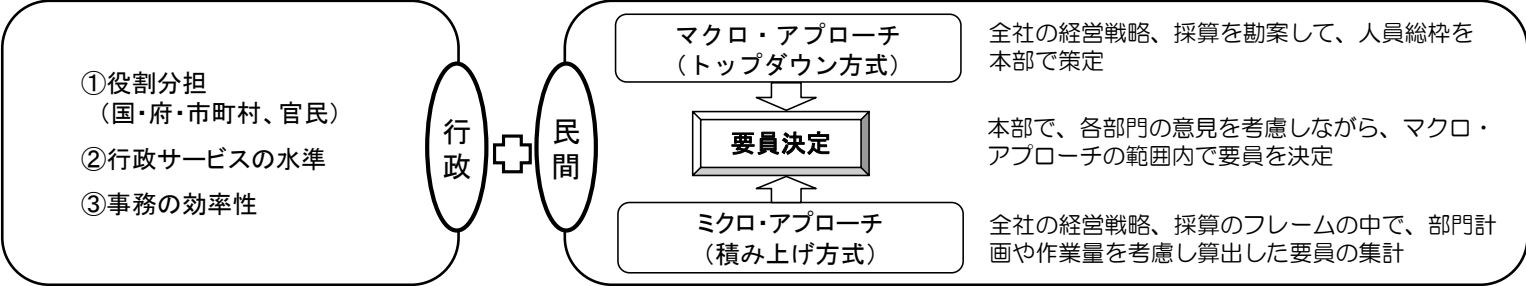 ①役割分担
（国・府・市町村、官民）
②行政サービスの水準
③事務の効率性
行政
民間
マクロ・アプローチ
（トップダウン方式）
全社の経営戦略、採算を勘案して、人員総枠を
本部で策定
要員決定
本部で、各部門の意見を考慮しながら、マクロ・
アプローチの範囲内で要員を決定
ミクロ・アプローチ
（積み上げ方式）
全社の経営戦略、採算のフレームの中で、部門計
画や作業量を考慮し算出した要員の集計